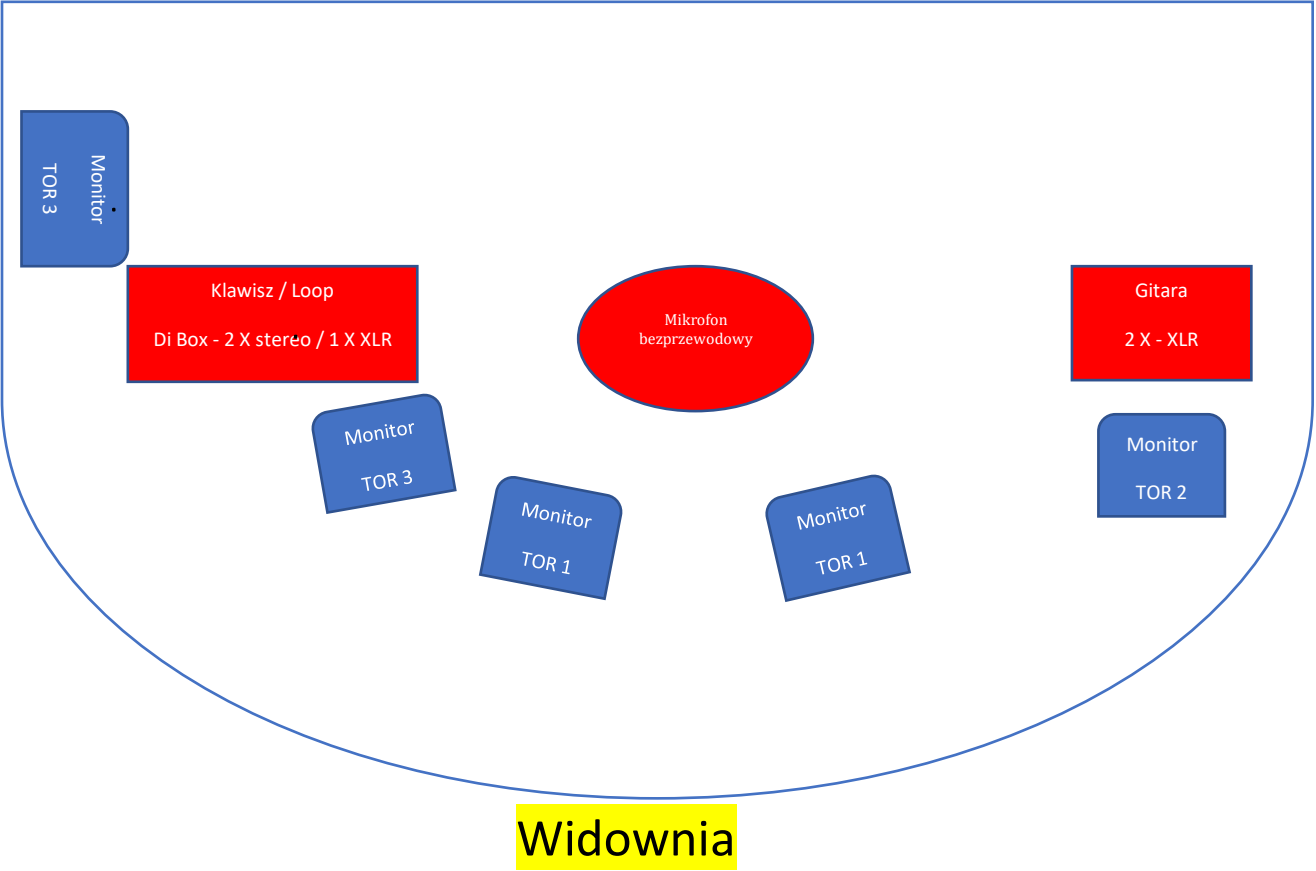 Monitor
TOR 3
Klawisz / Loop
Di Box - 2 X stereo / 1 X XLR
Mikrofon
bezprzewodowy
Gitara
2 X - XLR
Monitor
TOR 3
Monitor
TOR 1
Monitor
TOR 1
Monitor
TOR 2
Widownia